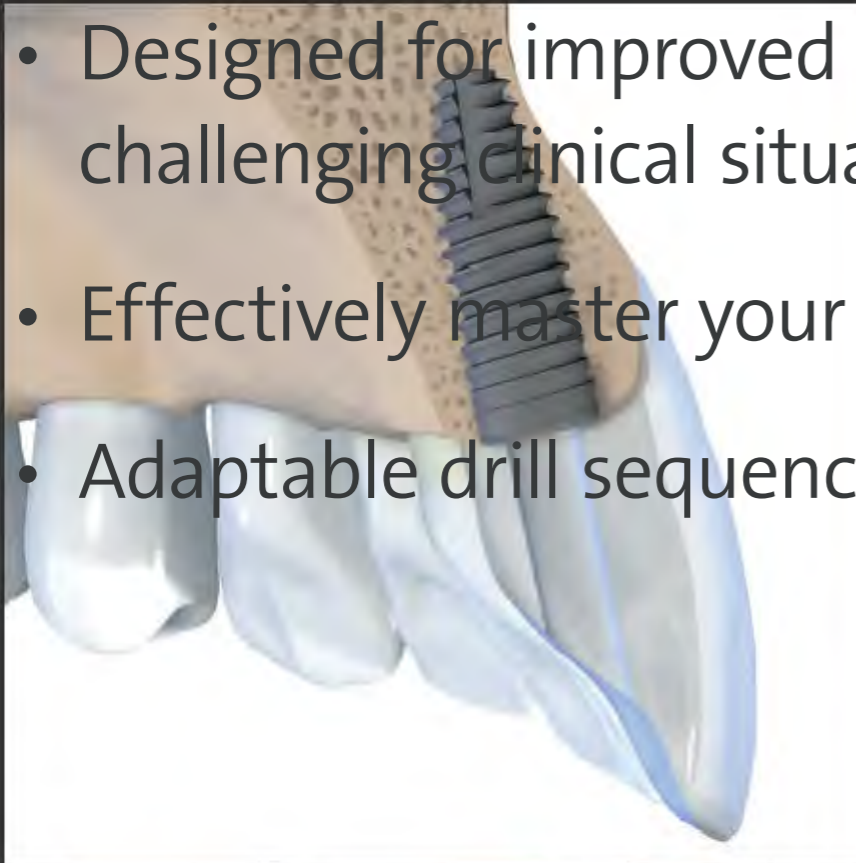 • Designed for improved
challenging clinical situa
• Effectively master your
• Adaptable drill sequenc